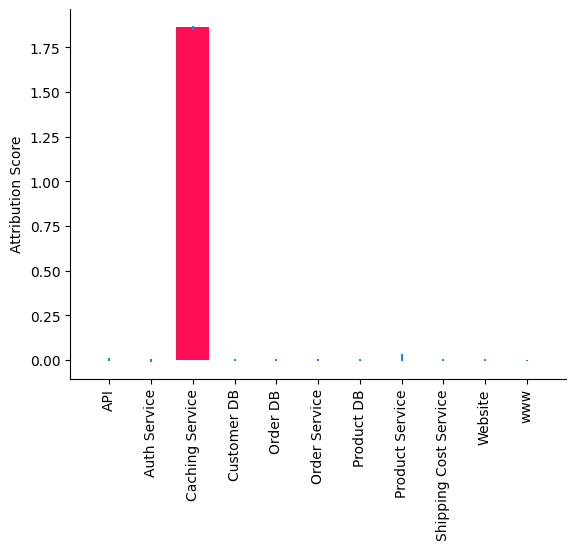 1.75
1.50
1.25
1.00
0.75
0.50
0.25
0.00
Attribution Score
API
Auth Service
Caching Service
Customer DB
Order DB
Order Service
Product DB
Product Service
Shipping Cost Service
Website
www